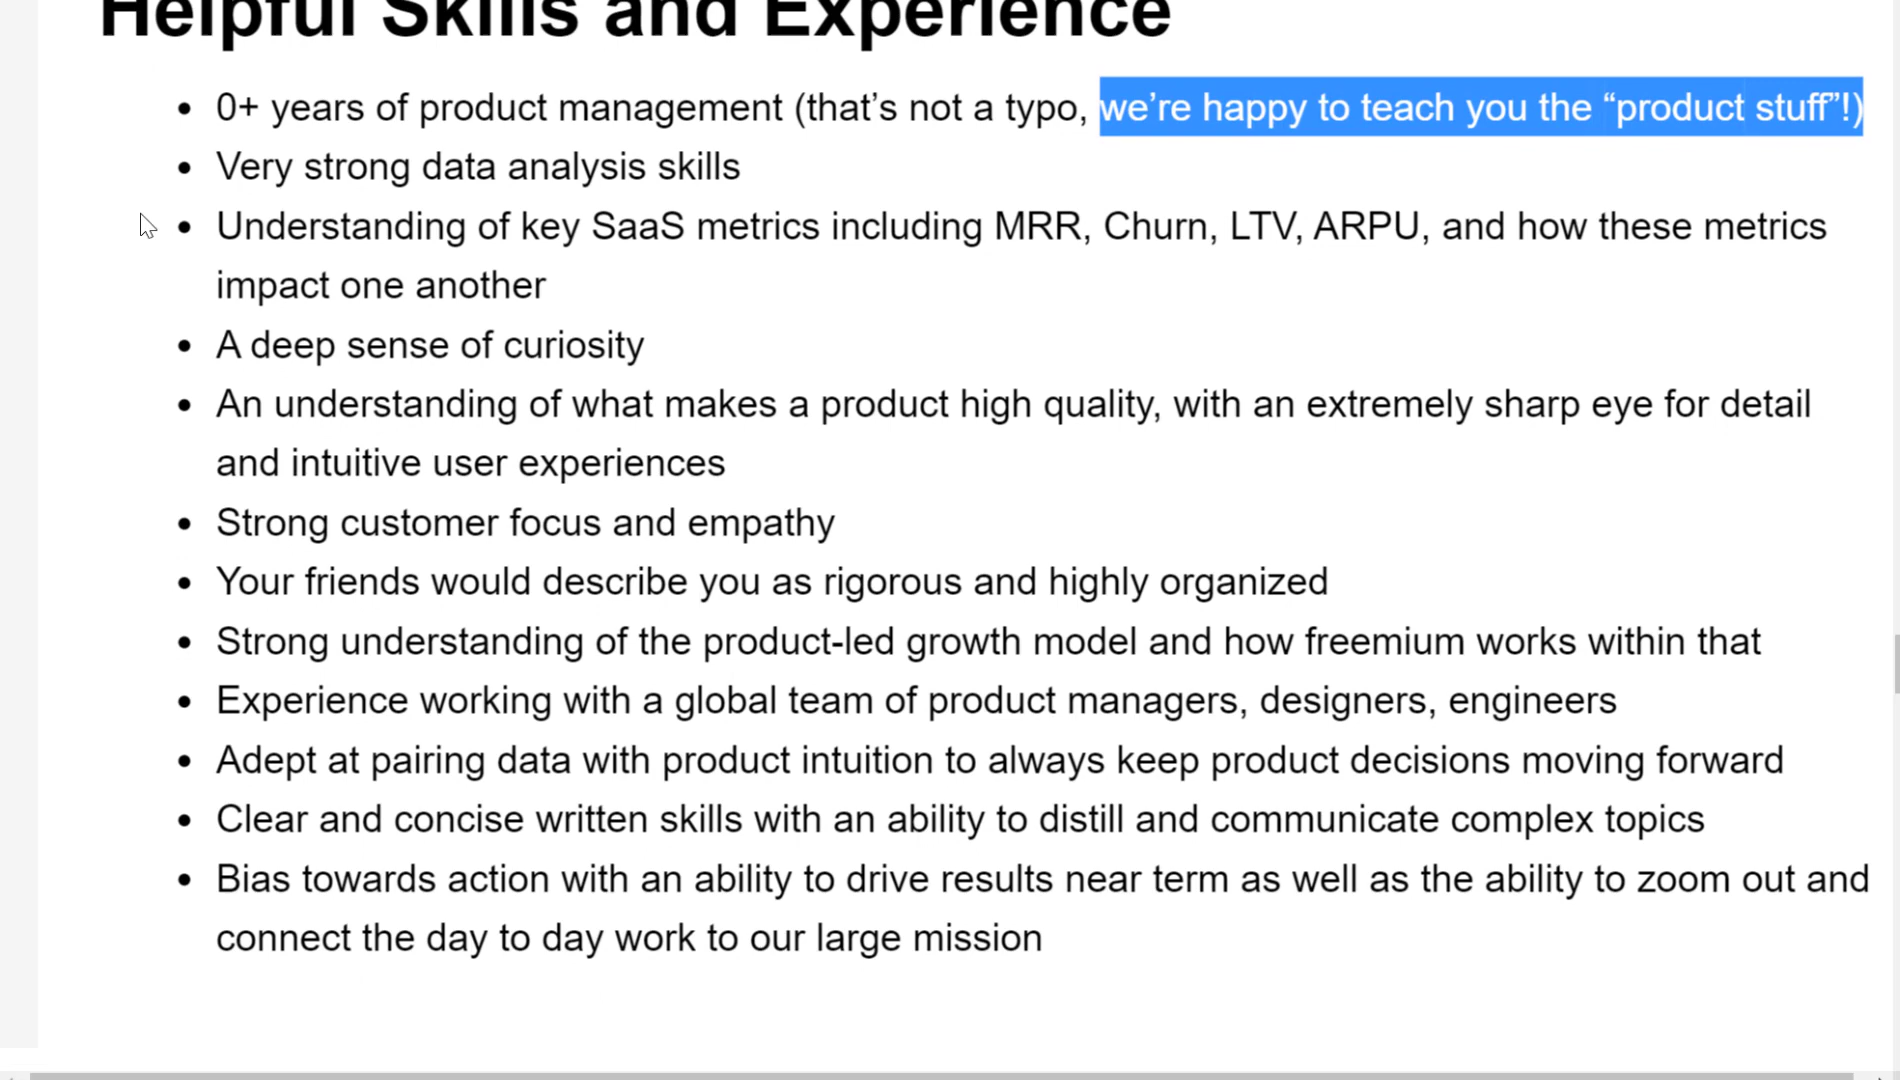 Helpful Skills and Experience
• 0+ years of product management (that’s not a typo, we’re happy to teach you the “product stuff”!)
• Very strong data analysis skills
• Understanding of key SaaS metrics including MRR, Churn, LTV, ARPU, and how these metrics
impact one another
• A deep sense of curiosity
• An understanding of what makes a product high quality, with an extremely sharp eye for detail
and intuitive user experiences
• Strong customer focus and empathy
• Your friends would describe you as rigorous and highly organized
• Strong understanding of the product-led growth model and how freemium works within that
• Experience working with a global team of product managers, designers, engineers
• Adept at pairing data with product intuition to always keep product decisions moving forward
• Clear and concise written skills with an ability to distill and communicate complex topics
• Bias towards action with an ability to drive results near term as well as the ability to zoom out and
connect the day to day work to our large mission